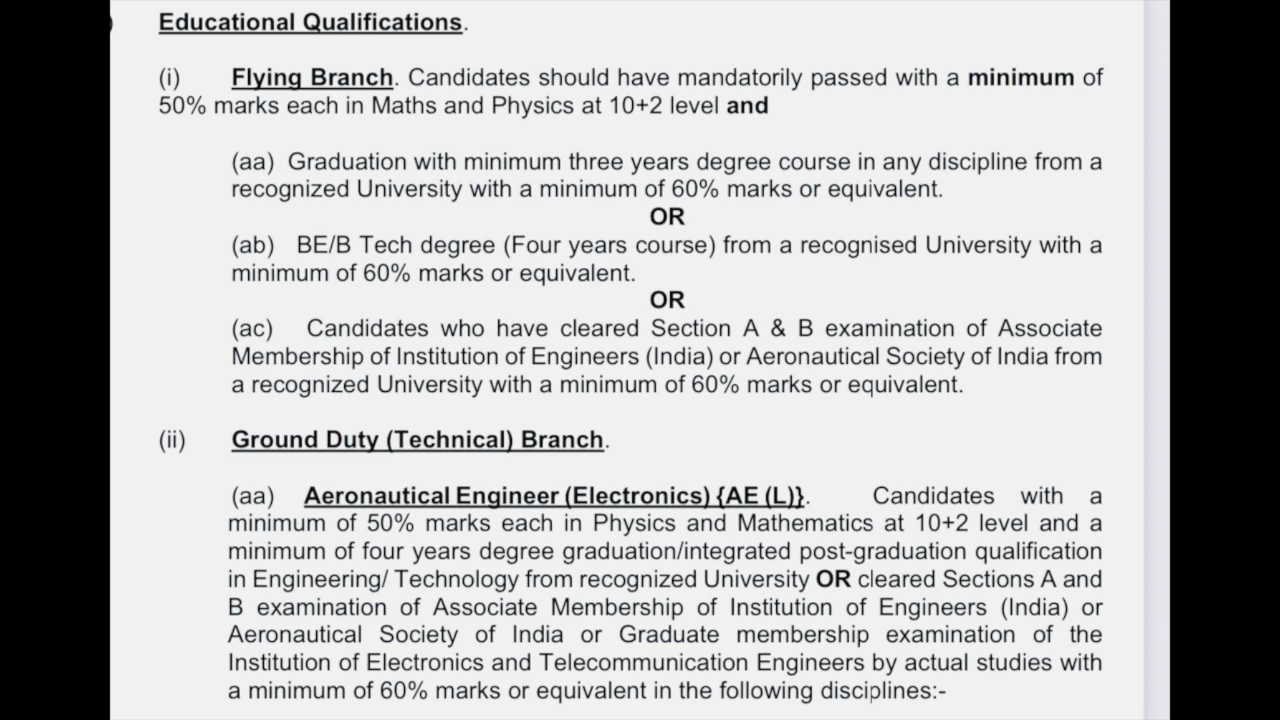 Educational Qualifications.
(i) Flying Branch. Candidates should have mandatorily passed with a minimum of
50% marks each in Maths and Physics at 10+2 level and
(aa) Graduation with minimum three years degree course in any discipline from a
recognized University with a minimum of 60% marks or equivalent.
OR
(ab) BE/B Tech degree (Four years course) from a recognised University with a
minimum of 60% marks or equivalent.
OR
(ac) Candidates who have cleared Section A & B examination of Associate
Membership of Institution of Engineers (India) or Aeronautical Society of India from
a recognized University with a minimum of 60% marks or equivalent.
(ii) Ground Duty (Technical) Branch.
(aa) Aeronautical Engineer (Electronics) {AE (L)}. Candidates with a
minimum of 50% marks each in Physics and Mathematics at 10+2 level and a
minimum of four years degree graduation/integrated post-graduation qualification
in Engineering/ Technology from recognized University OR cleared Sections A and
B examination of Associate Membership of Institution of Engineers (India) or
Aeronautical Society of India or Graduate membership examination of the
Institution of Electronics and Telecommunication Engineers by actual studies with
a minimum of 60% marks or equivalent in the following disciplines:-